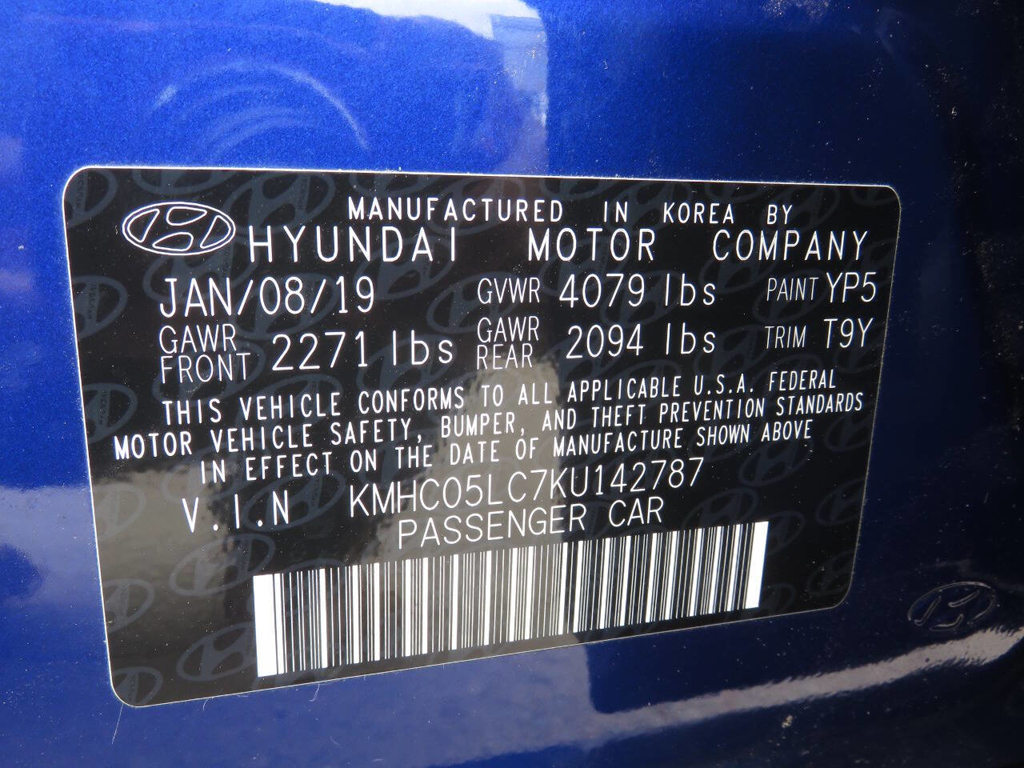 MANUFACTURED IN KOREA BY
HYUNDAI MOTOR COMPANY
JAN/08/19 GVWR 4079 lbs PAINT YP5
GAWR FRONT 2271 lbs GAWR REAR 2094 lbs TRIM T9Y
THIS VEHICLE CONFORMS TO ALL APPLICABLE U.S.A. FEDERAL
MOTOR VEHICLE SAFETY, BUMPER, AND THEFT PREVENTION STANDARDS
IN EFFECT ON THE DATE OF MANUFACTURE SHOWN ABOVE
V.I.N KMHC05LC7KU142787
PASSENGER CAR